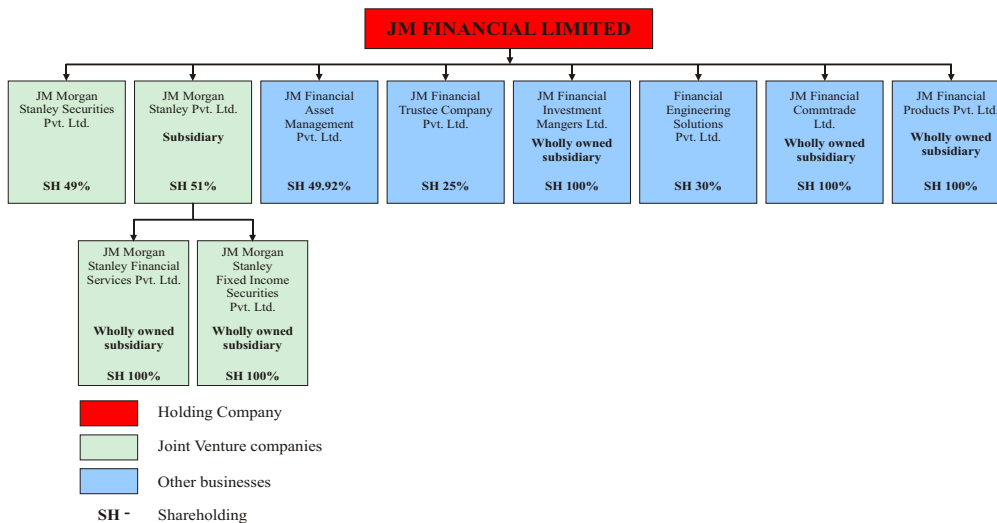 JM FINANCIAL LIMITED
JM Morgan
Stanley Securities
Pvt. Ltd.
SH 49%
JM Morgan
Stanley Pvt. Ltd.
Subsidiary
SH 51%
JM Financial
Asset
Management
Pvt. Ltd.
SH 49.92%
JM Financial
Trustee Company
Pvt. Ltd.
SH 25%
JM Financial
Investment
Mangers Ltd.
Wholly owned
subsidiary
SH 100%
Financial
Engineering
Solutions
Pvt. Ltd.
SH 30%
JM Financial
Commtrade
Ltd.
Wholly owned
subsidiary
SH 100%
JM Financial
Products Pvt. Ltd.
Wholly owned
subsidiary
SH 100%
JM Morgan
Stanley Financial
Services Pvt. Ltd.
Wholly owned
subsidiary
SH 100%
JM Morgan
Stanley
Fixed Income
Securities
Pvt. Ltd.
Wholly owned
subsidiary
SH 100%
Holding Company
Joint Venture companies
Other businesses
SH - Shareholding